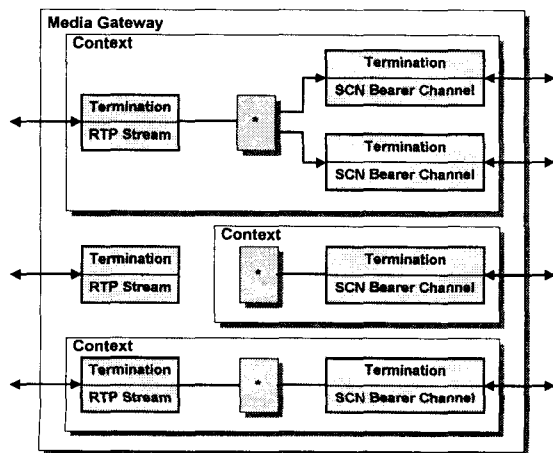 Media Gateway
Context
Termination
SCN Bearer Channel
Termination
RTP Stream
*
Termination
SCN Bearer Channel
Context
Termination
RTP Stream
*
Termination
SCN Bearer Channel
Context
Termination
RTP Stream
*
Termination
SCN Bearer Channel